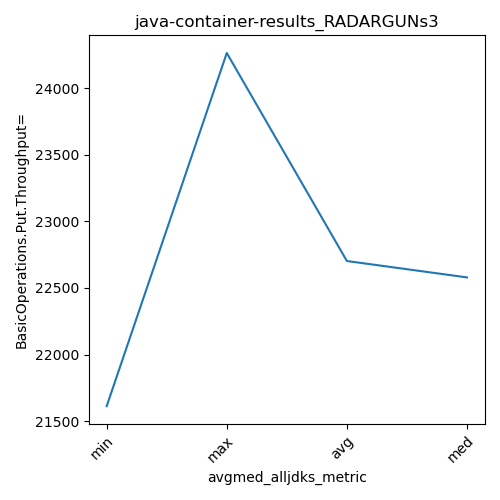 java-container-results_RADARGUNs3
BasicOperations.Put.Throughput=
24000
23500
23000
22500
22000
21500
min
max
avg
med
avgmed_alljdks_metric